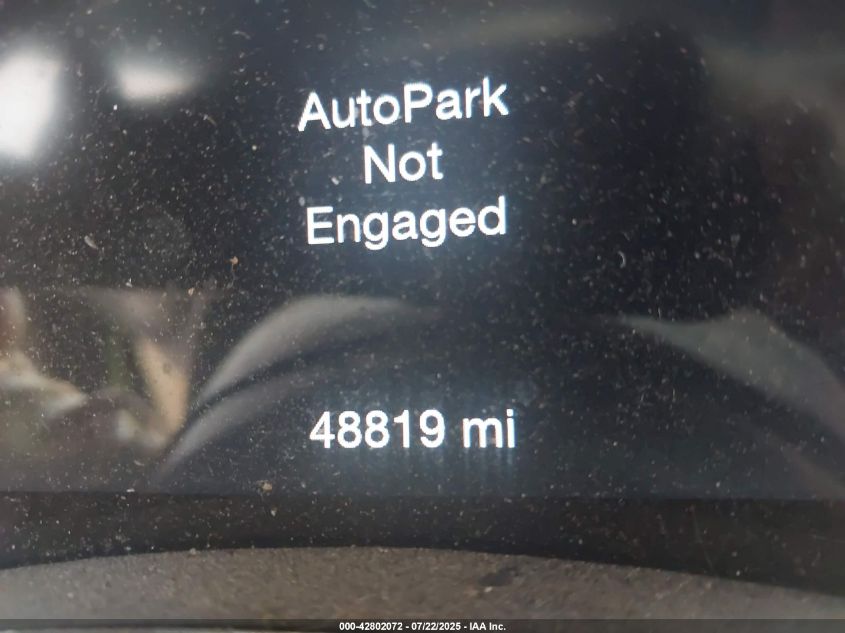 AutoPark
Not
Engaged
48819 mi
000-42802072 - 07/22/2025 - IAA Inc.